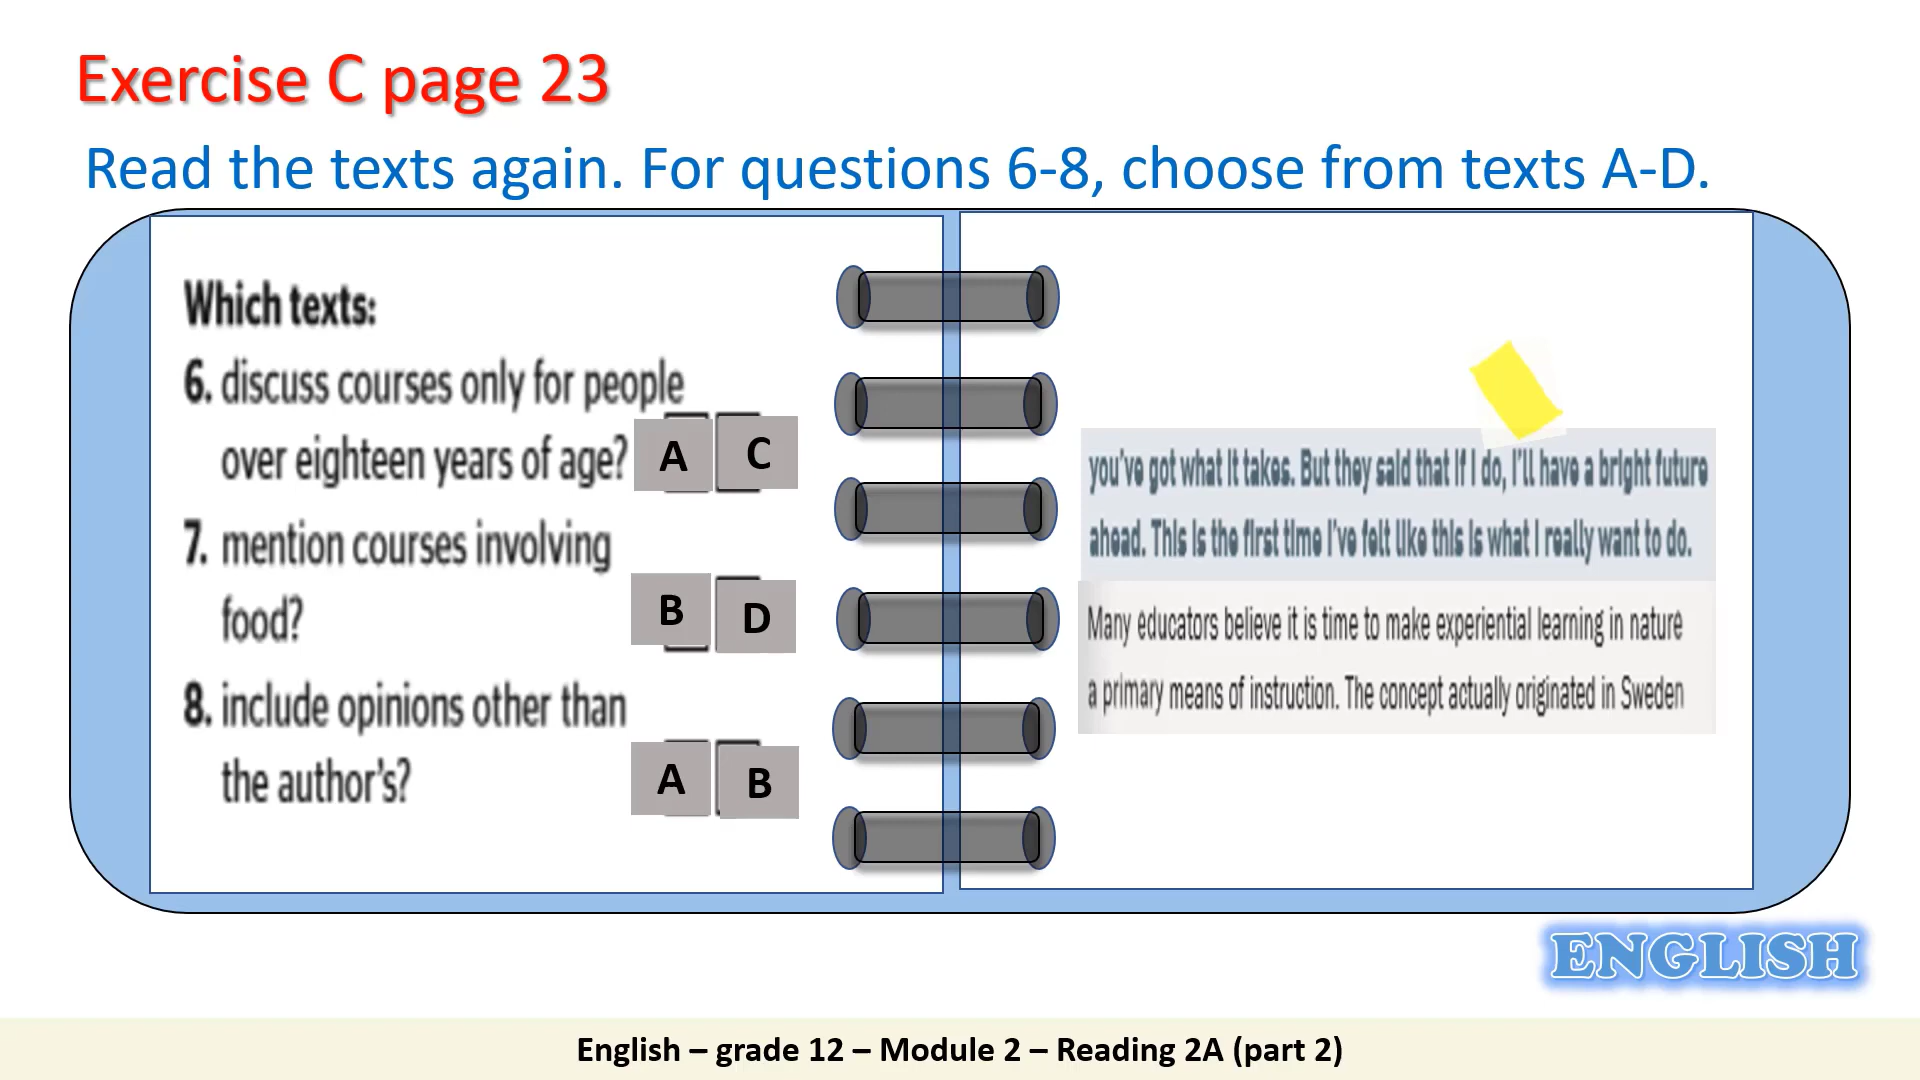 Exercise C page 23
Read the texts again. For questions 6-8, choose from texts A-D.
Which texts:
6. discuss courses only for people
over eighteen years of age? A C
7. mention courses involving
food? B D
8. include opinions other than
the author's? A B
you've got what it takes. But they said that if I do, I'll have a bright future
ahead. This is the first time I've felt like this is what I really want to do.
Many educators believe it is time to make experiential learning in nature
a primary means of instruction. The concept actually originated in Sweden
ENGLISH
English – grade 12 – Module 2 – Reading 2A (part 2)